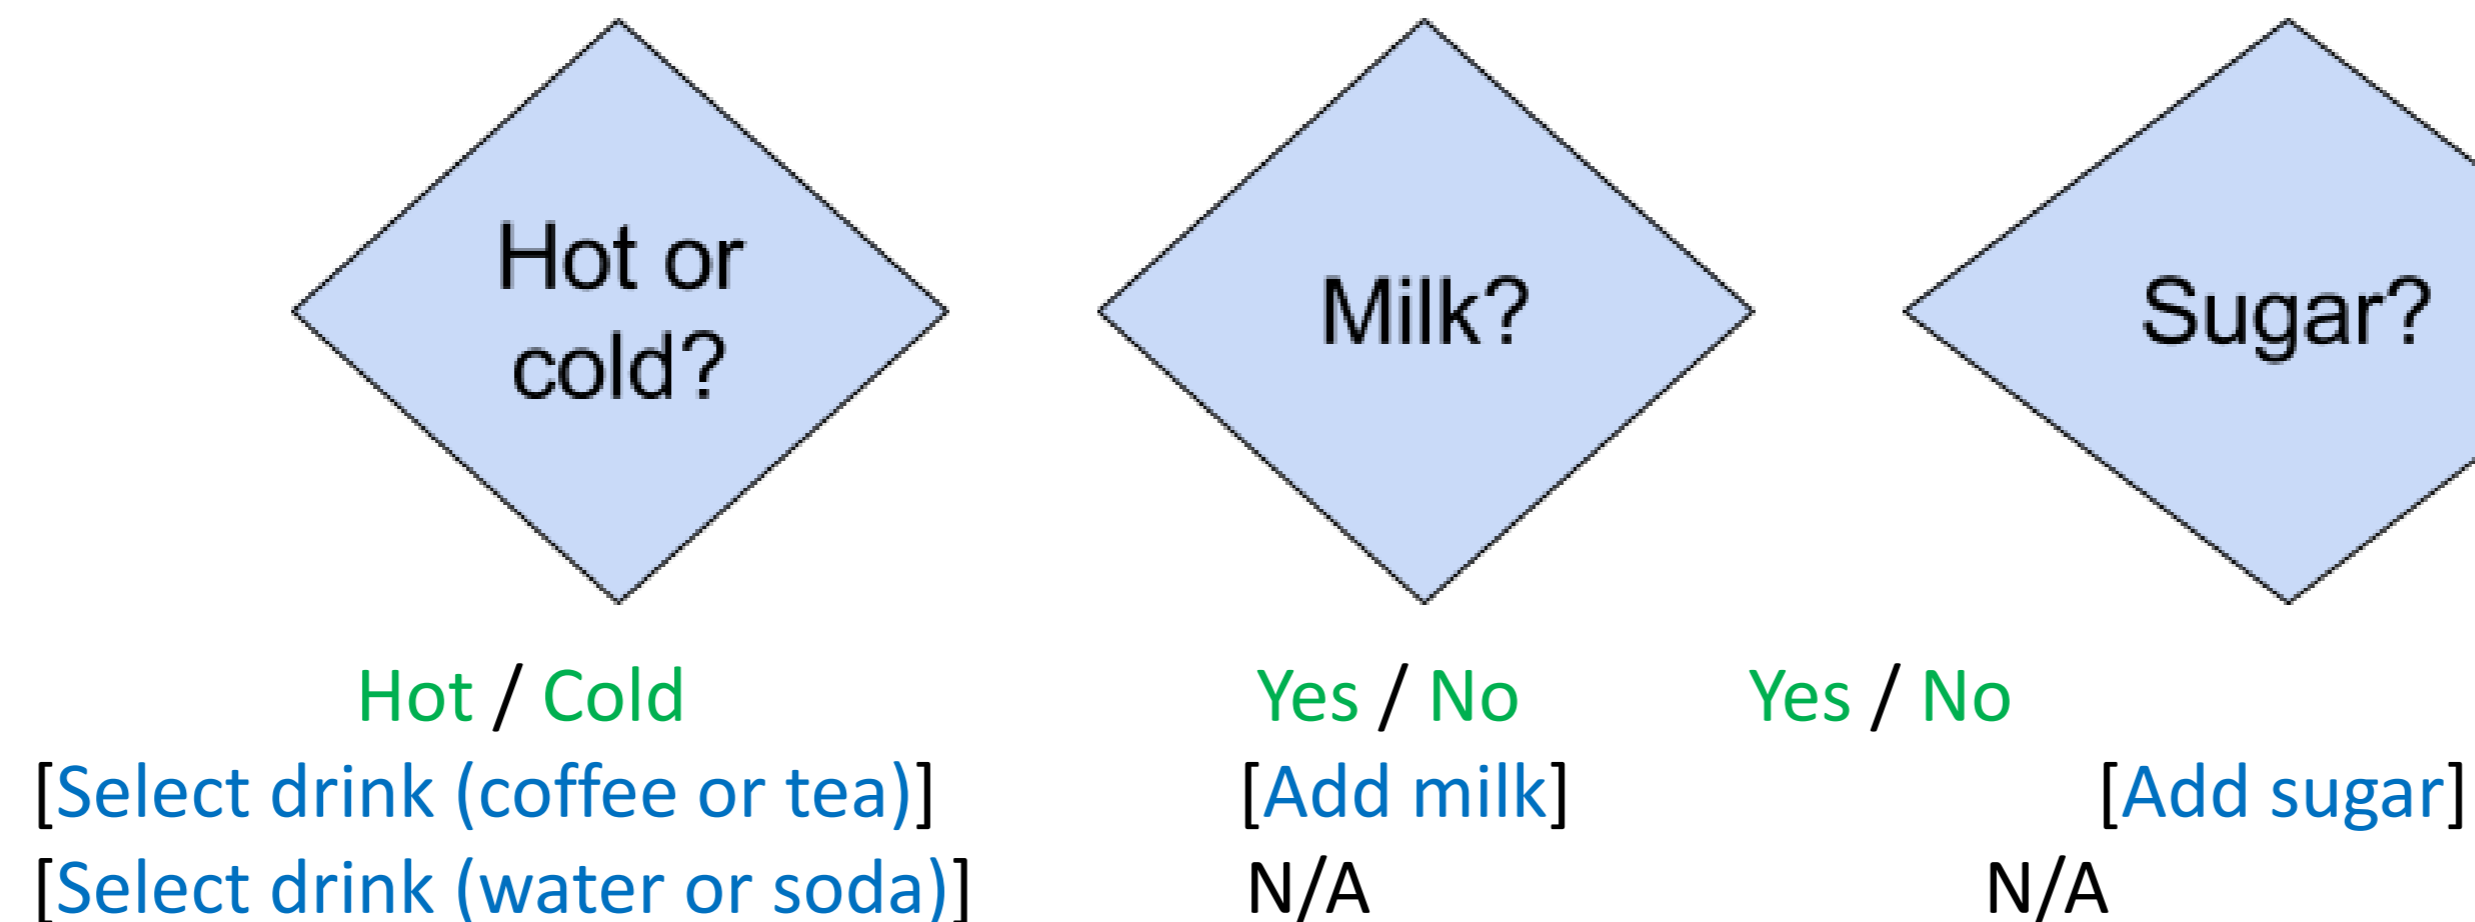 Hot or
cold?
Milk?
Sugar?
Hot / Cold Yes / No Yes / No
[Select drink (coffee or tea)] [Add milk] [Add sugar]
[Select drink (water or soda)] N/A N/A